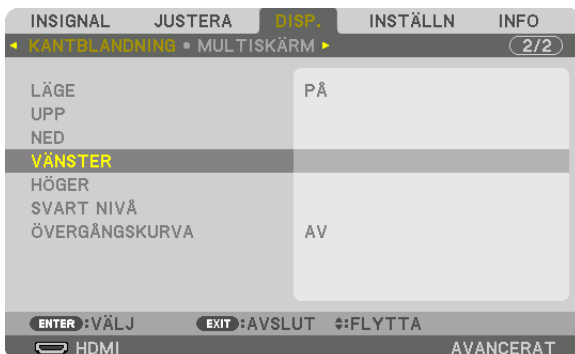 INSIGNAL JUSTERA DISP. INSTÄLLN INFO
KANTBLANDNING • MULTISKÄRM 2/2
LÄGE PÅ
UPP
NED
VÄNSTER
HÖGER
SVART NIVÅ
ÖVERGÅNGSKURVA AV
ENTER :VÄLJ EXIT :AVSLUT :FLYTTA
HDMI AVANCERAT